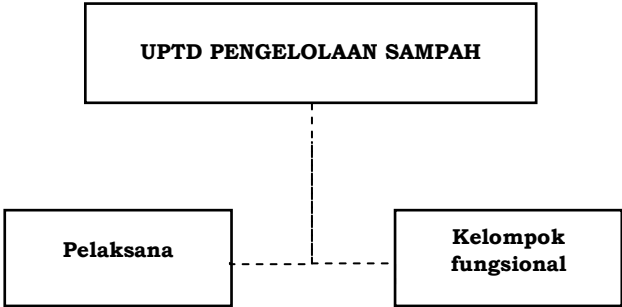 UPTD PENGELOLAAN SAMPAH
Pelaksana
Kelompok
fungsional